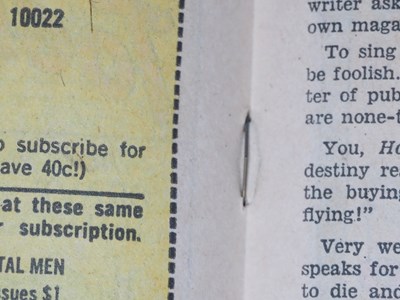 10022
subscribe for
ave 40c!)
at these same
subscription.
TAL MEN
ssues $1
writer ask
own maga
To sing
be foolish.
ter of pub
are none-t
You, Ho
destiny rea
the buying
flying!"
Very we
speaks for
to die and